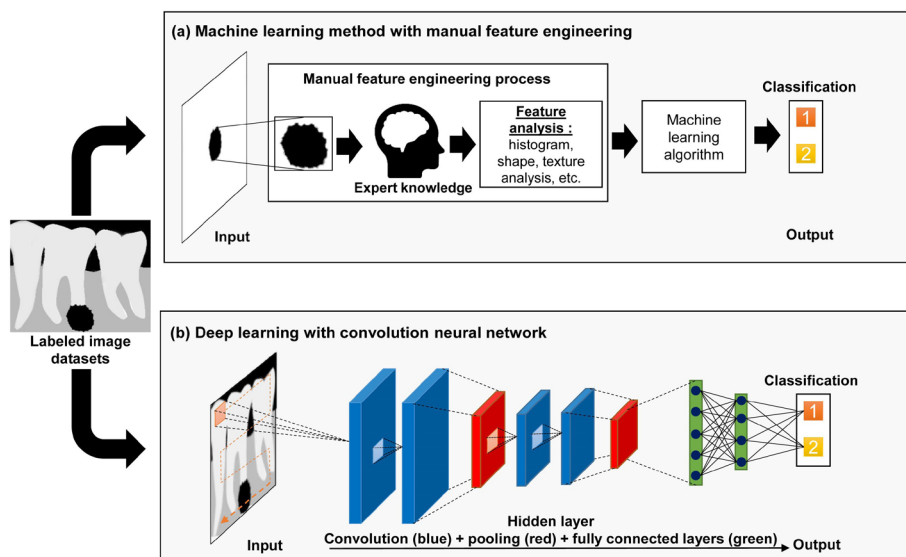 (a) Machine learning method with manual feature engineering
Manual feature engineering process
Classification
Feature
analysis :
histogram,
shape, texture
analysis, etc.
Machine
learning
algorithm
1
2
Expert knowledge
Input
Output
Labeled image
datasets
(b) Deep learning with convolution neural network
Classification
1
2
Hidden layer
Convolution (blue) + pooling (red) + fully connected layers (green)
Input
Output